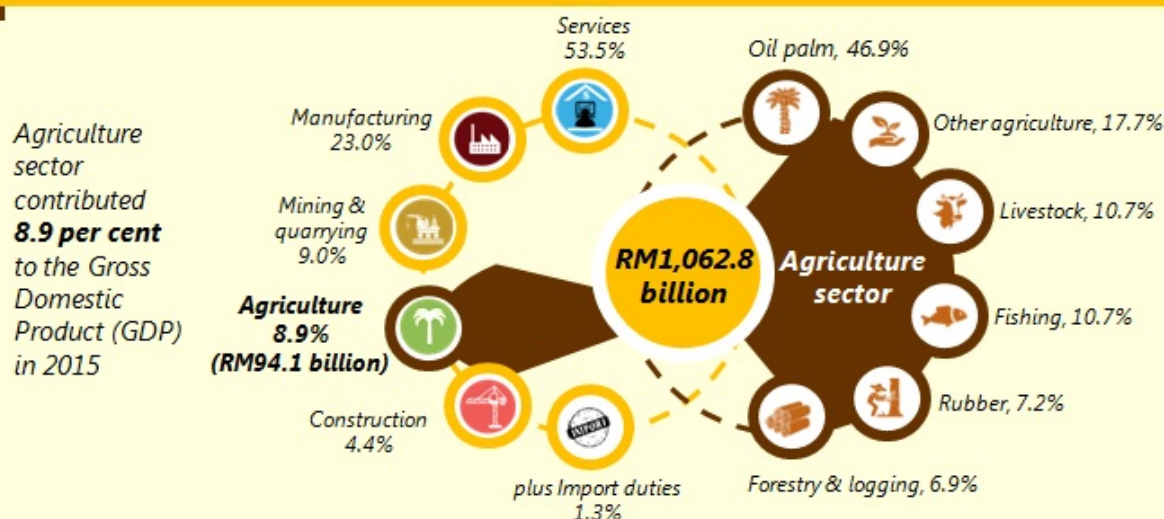 Agriculture
sector
contributed
8.9 per cent
to the Gross
Domestic
Product (GDP)
in 2015
Services
53.5%
Manufacturing
23.0%
Mining &
quarrying
9.0%
Agriculture
8.9%
(RM94.1 billion)
Construction
4.4%
plus Import duties
1.3%
IMPORT
RM1,062.8
billion
Agriculture
sector
Oil palm, 46.9%
Other agriculture, 17.7%
Livestock, 10.7%
Fishing, 10.7%
Rubber, 7.2%
Forestry & logging, 6.9%